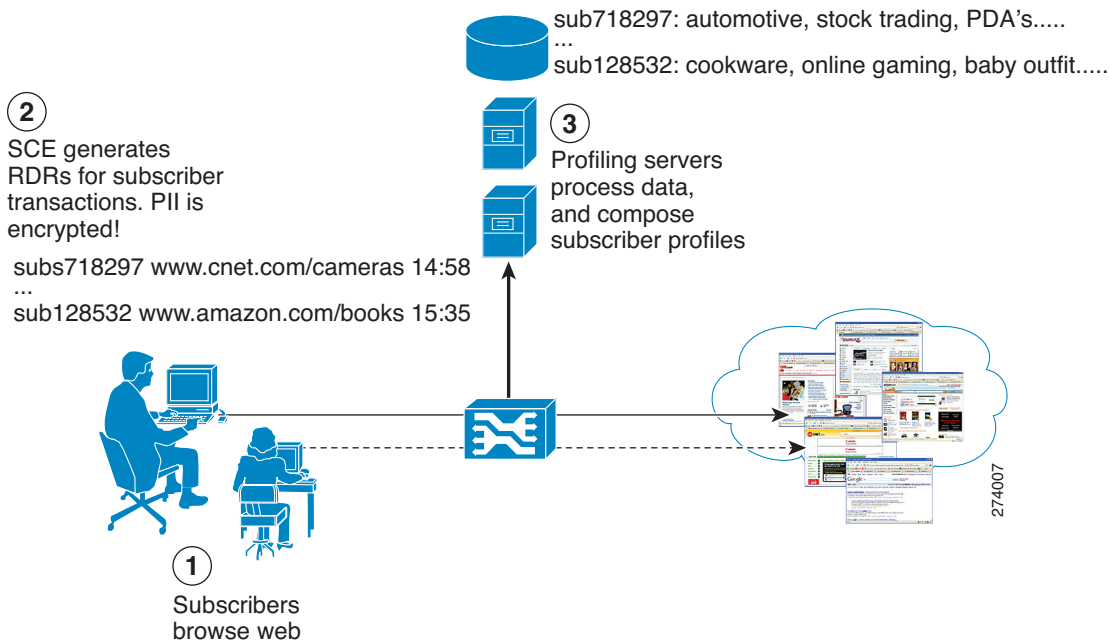 sub718297: automotive, stock trading, PDA's.....
...
sub128532: cookware, online gaming, baby outfit.....
2
SCE generates
RDRs for subscriber
transactions. PII is
encrypted!
subs718297 www.cnet.com/cameras 14:58
...
sub128532 www.amazon.com/books 15:35
3
Profiling servers
process data,
and compose
subscriber profiles
Google
274007
1
Subscribers
browse web